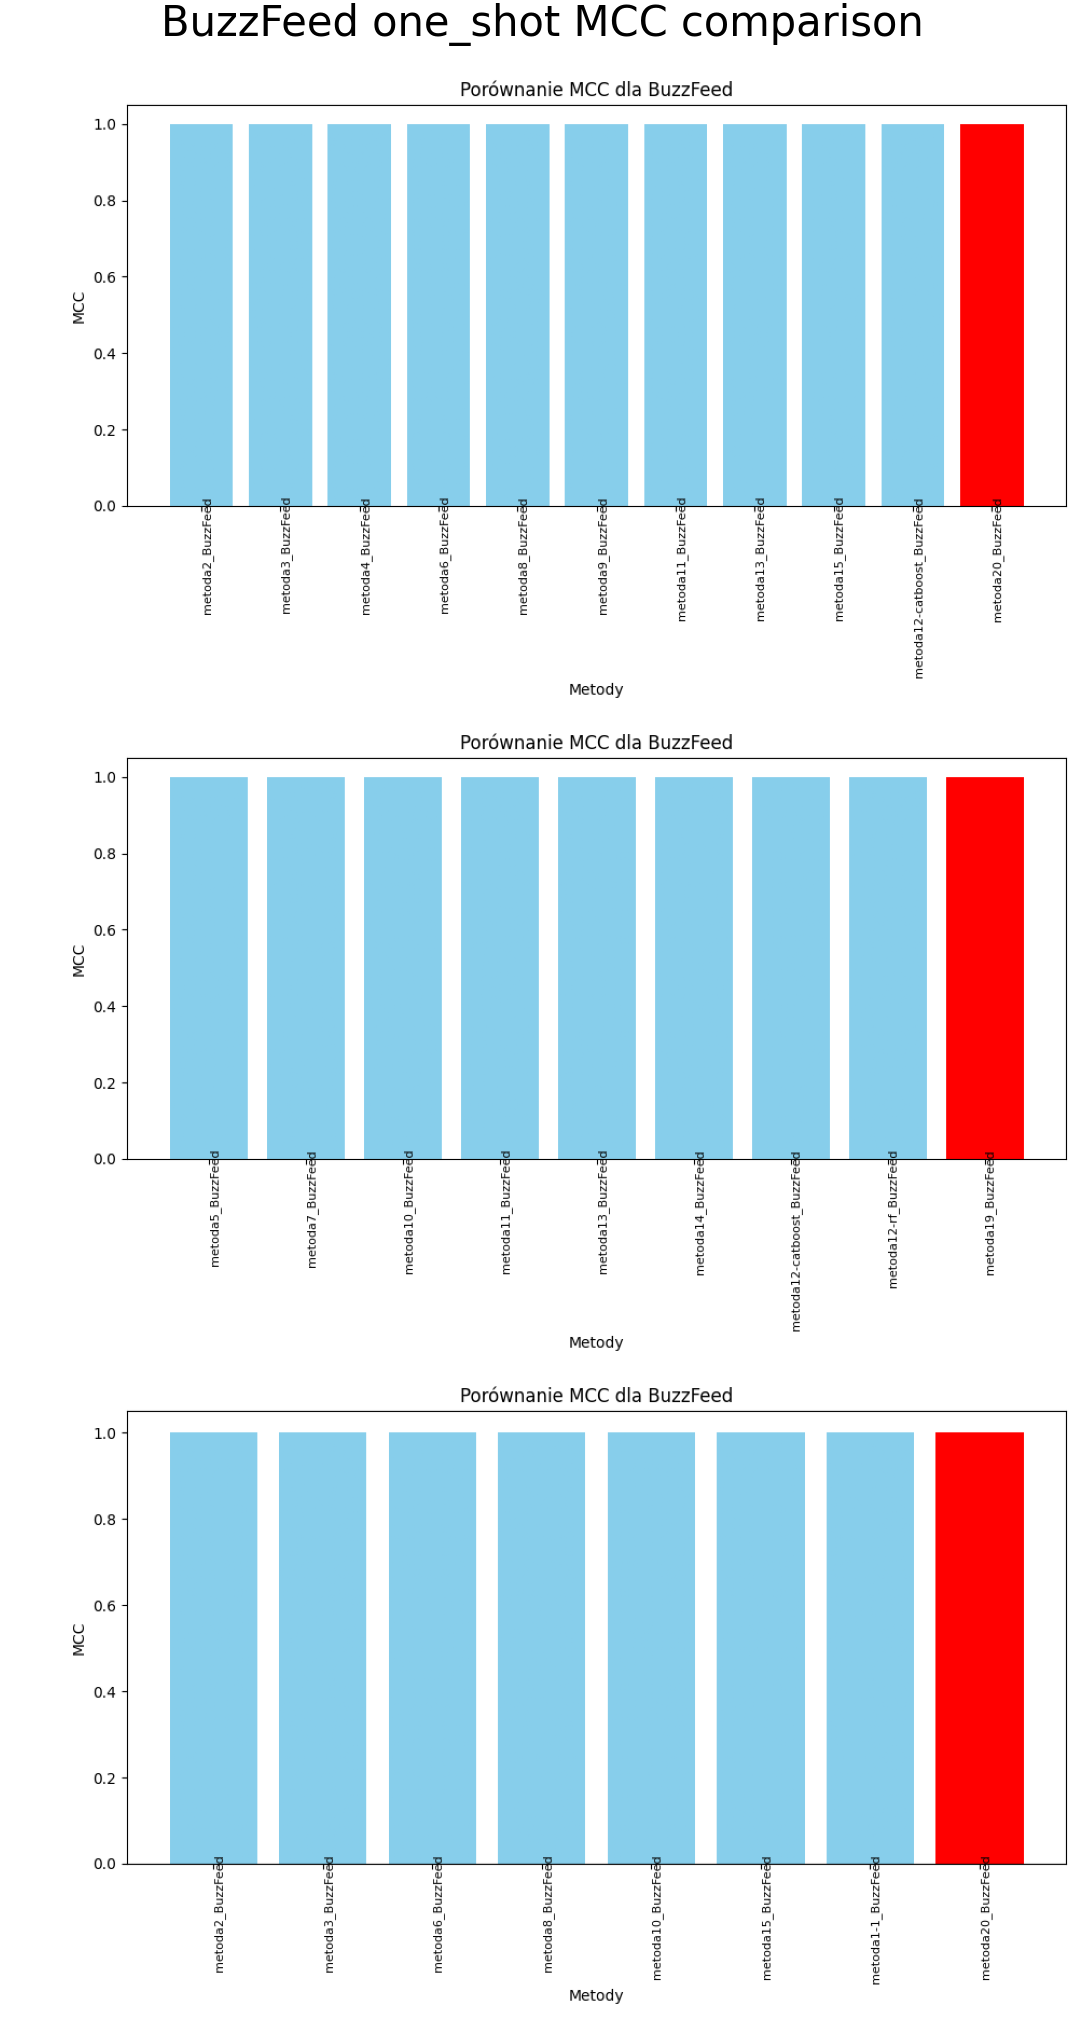 BuzzFeed one_shot MCC comparison
Porównanie MCC dla BuzzFeed
MCC
1.0
0.8
0.6
0.4
0.2
0.0
metoda2_BuzzFeed
metoda3_BuzzFeed
metoda4_BuzzFeed
metoda6_BuzzFeed
metoda8_BuzzFeed
metoda9_BuzzFeed
metoda11_BuzzFeed
metoda13_BuzzFeed
metoda15_BuzzFeed
metoda12-catboost_BuzzFeed
metoda20_BuzzFeed
Metody
Porównanie MCC dla BuzzFeed
MCC
1.0
0.8
0.6
0.4
0.2
0.0
metoda5_BuzzFeed
metoda7_BuzzFeed
metoda10_BuzzFeed
metoda11_BuzzFeed
metoda13_BuzzFeed
metoda14_BuzzFeed
metoda12-catboost_BuzzFeed
metoda12-rf_BuzzFeed
metoda19_BuzzFeed
Metody
Porównanie MCC dla BuzzFeed
MCC
1.0
0.8
0.6
0.4
0.2
0.0
metoda2_BuzzFeed
metoda3_BuzzFeed
metoda6_BuzzFeed
metoda8_BuzzFeed
metoda10_BuzzFeed
metoda15_BuzzFeed
metoda1-1_BuzzFeed
metoda20_BuzzFeed
Metody